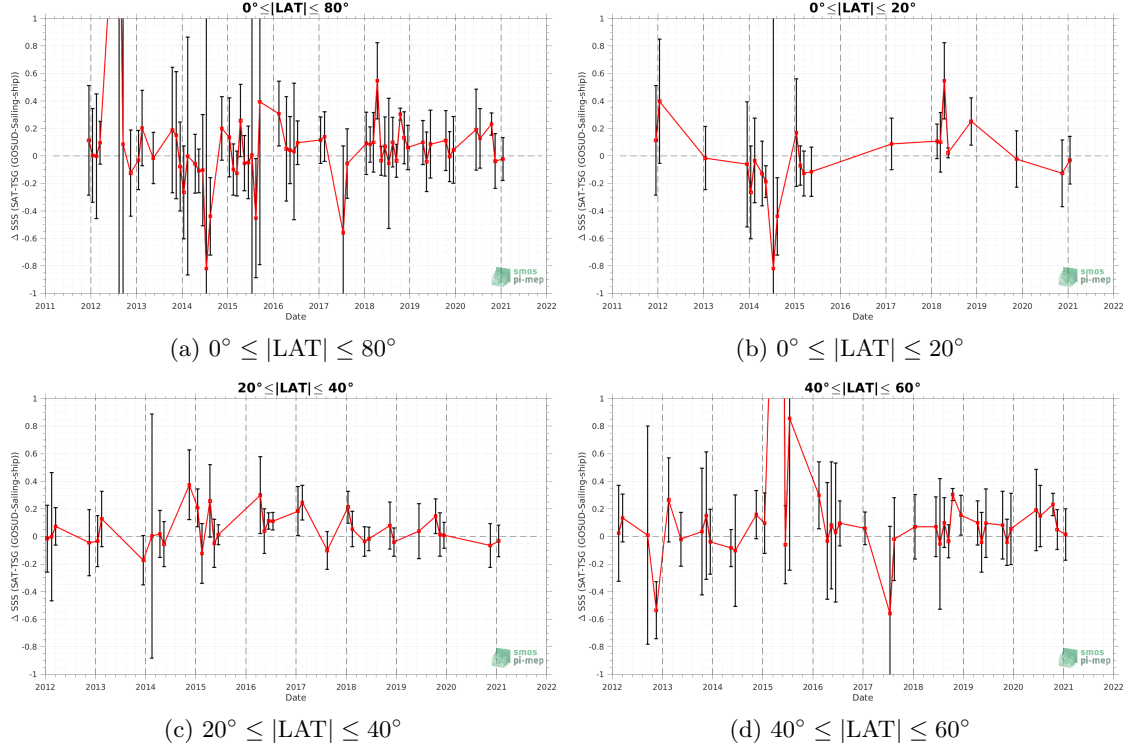 0°≤|LAT|≤ 80°
Δ SSS (SAT-TSG (GOSUD-Sailing-ship))
1
0.8
0.6
0.4
0.2
0
-0.2
-0.4
-0.6
-0.8
-1
2011 2012 2013 2014 2015 2016 2017 2018 2019 2020 2021 2022
Date
smos
pi-mep
(a) 0° ≤ |LAT| ≤ 80°
0°≤|LAT|≤ 20°
Δ SSS (SAT-TSG (GOSUD-Sailing-ship))
1
0.8
0.6
0.4
0.2
0
-0.2
-0.4
-0.6
-0.8
-1
2011 2012 2013 2014 2015 2016 2017 2018 2019 2020 2021 2022
Date
smos
pi-mep
(b) 0° ≤ |LAT| ≤ 20°
20°≤|LAT|≤ 40°
Δ SSS (SAT-TSG (GOSUD-Sailing-ship))
1
0.8
0.6
0.4
0.2
0
-0.2
-0.4
-0.6
-0.8
-1
2012 2013 2014 2015 2016 2017 2018 2019 2020 2021 2022
Date
smos
pi-mep
(c) 20° ≤ |LAT| ≤ 40°
40°≤|LAT|≤ 60°
Δ SSS (SAT-TSG (GOSUD-Sailing-ship))
1
0.8
0.6
0.4
0.2
0
-0.2
-0.4
-0.6
-0.8
-1
2012 2013 2014 2015 2016 2017 2018 2019 2020 2021 2022
Date
smos
pi-mep
(d) 40° ≤ |LAT| ≤ 60°